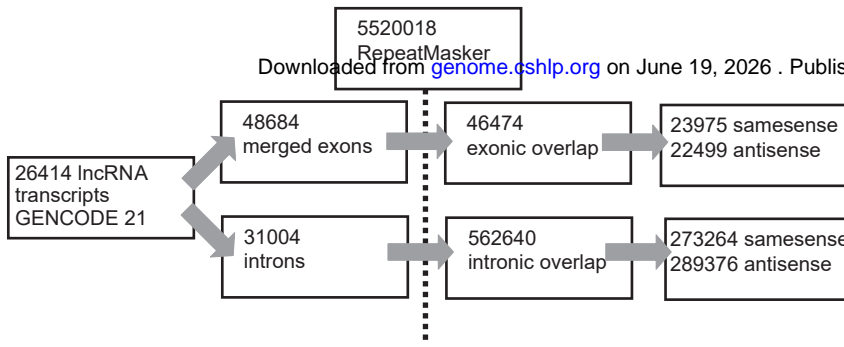 5520018
RepeatMasker
Downloaded from genome.cshlp.org on June 19, 2026 . Publis
48684
merged exons
46474
exonic overlap
23975 samesense
22499 antisense
26414 lncRNA
transcripts
GENCODE 21
31004
introns
562640
intronic overlap
273264 samesense
289376 antisense